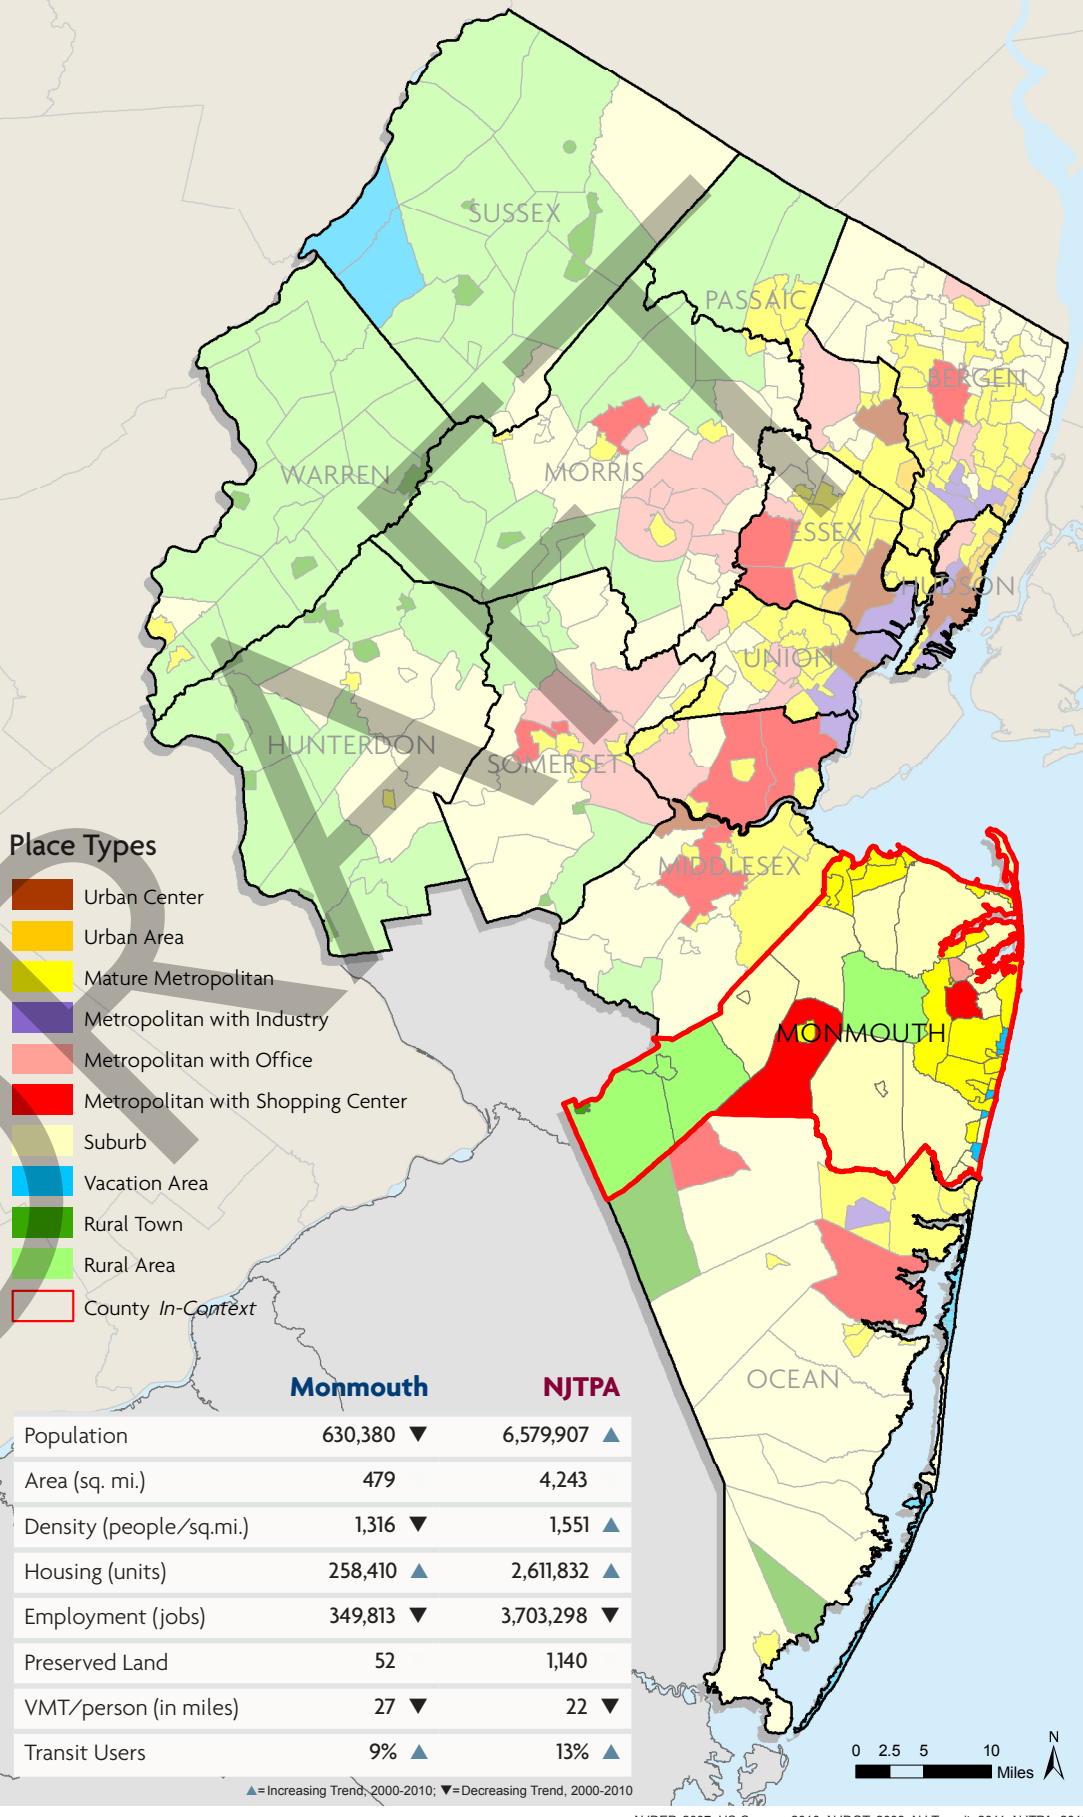 SUSSEX
PASSAIC
BERGEN
WARREN
MORRIS
ESSEX
HUDSON
UNION
HUNTERDON
SOMERSET
MIDDLESEX
MONMOUTH
OCEAN
DRAFT
Place Types
Urban Center
Urban Area
Mature Metropolitan
Metropolitan with Industry
Metropolitan with Office
Metropolitan with Shopping Center
Suburb
Vacation Area
Rural Town
Rural Area
County In-Context
Monmouth NJTPA
Population 630,380 ▼ 6,579,907 ▲
Area (sq. mi.) 479 4,243
Density (people/sq.mi.) 1,316 ▼ 1,551 ▲
Housing (units) 258,410 ▲ 2,611,832 ▲
Employment (jobs) 349,813 ▼ 3,703,298 ▼
Preserved Land 52 1,140
VMT/person (in miles) 27 ▼ 22 ▼
Transit Users 9% ▲ 13% ▲
▲=Increasing Trend, 2000-2010; ▼=Decreasing Trend, 2000-2010
N
0 2.5 5 10
Miles